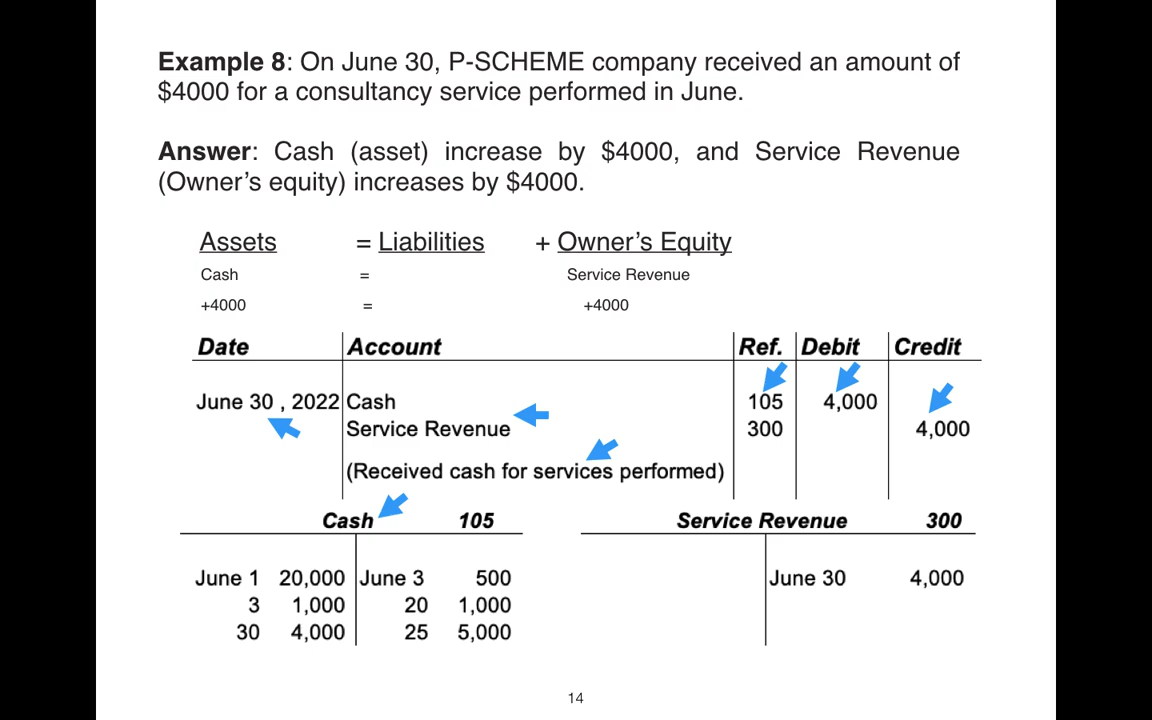 Example 8: On June 30, P-SCHEME company received an amount of
$4000 for a consultancy service performed in June.
Answer: Cash (asset) increase by $4000, and Service Revenue
(Owner’s equity) increases by $4000.
Assets = Liabilities + Owner’s Equity
Cash = Service Revenue
+4000 = +4000
Date Account Ref. Debit Credit
June 30 , 2022 Cash 105 4,000
Service Revenue 300 4,000
(Received cash for services performed)
Cash 105 Service Revenue 300
June 1 20,000 June 3 500 June 30 4,000
3 1,000 20 1,000
30 4,000 25 5,000
14